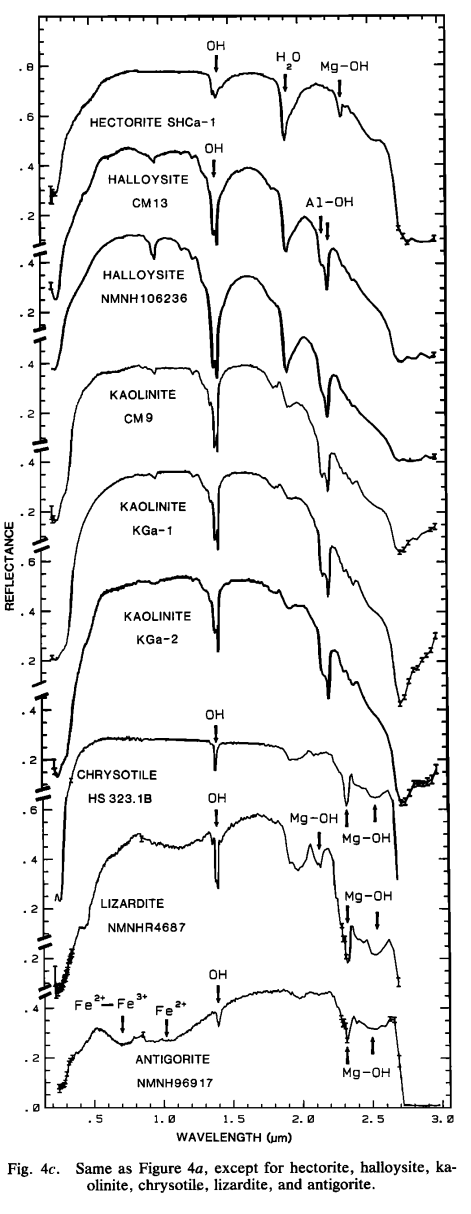 OH
H2O
Mg-OH
.8
HECTORITE SHCa-1
.6
OH
.4
HALLOYSITE
CM13
Al-OH
.2
.4
HALLOYSITE
NMNH106236
.2
.4
KAOLINITE
CM9
.2
.4
KAOLINITE
KGa-1
.2
.6
KAOLINITE
KGa-2
.4
.2
.4
OH
.2
CHRYSOTILE
HS 323.1B
.6
OH
Mg-OH
Mg-OH
.4
Mg-OH
LIZARDITE
NMNHR4687
.2
.2
OH
.4
Fe2+—Fe3+
Fe2+
.2
ANTIGORITE
NMNH96917
Mg-OH
.0
REFLECTANCE
.5 1.0 1.5 2.0 2.5 3.0
WAVELENGTH (μm)
Fig. 4c. Same as Figure 4a, except for hectorite, halloysite, ka-
olinite, chrysotile, lizardite, and antigorite.